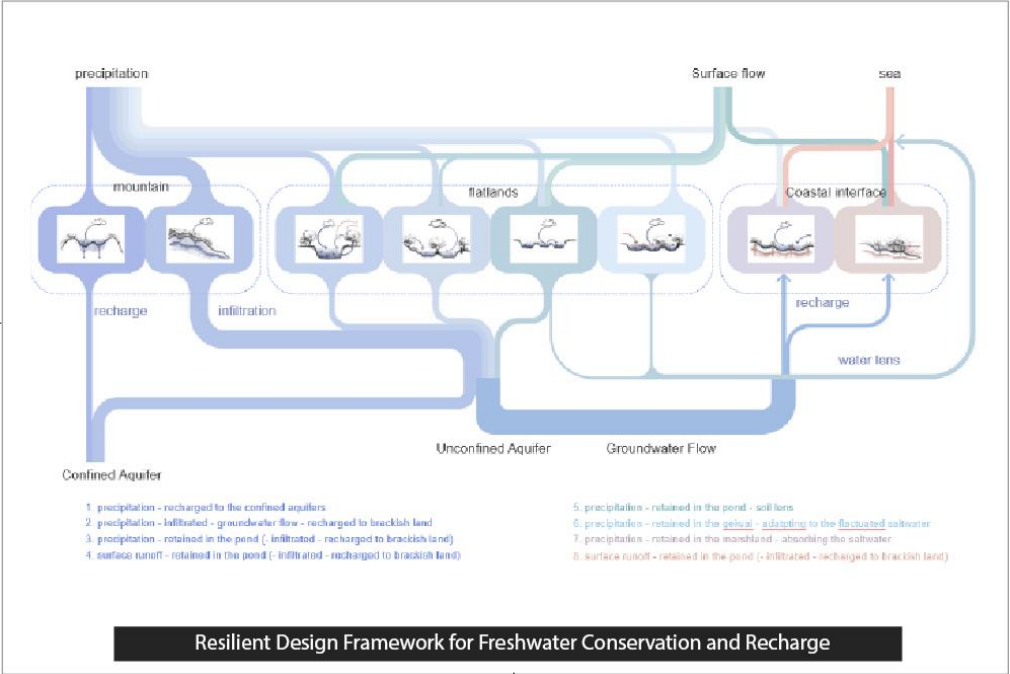 precipitation
Surface flow
sea
mountain
flatlands
Coastal interface
recharge
infiltration
recharge
water lens
Unconfined Aquifer
Groundwater Flow
Confined Aquifer
1. precipitation - recharged to the confined aquifers
2. precipitation - infiltrated - groundwater flow - recharged to brackish land
3. precipitation - retained in the pond (- infiltrated - recharged to brackish land)
4. surface runoff - retained in the pond (- infiltrated - recharged to brackish land)
5. precipitation - retained in the pond - soil lens
6. precipitation - retained in the - adatpting to the fluctuated saltwater
7. precipitation - retained in the marshland - absorbing the saltwater
8. surface runoff - retained in the pond (- infiltrated - recharged to brackish land)
Resilient Design Framework for Freshwater Conservation and Recharge